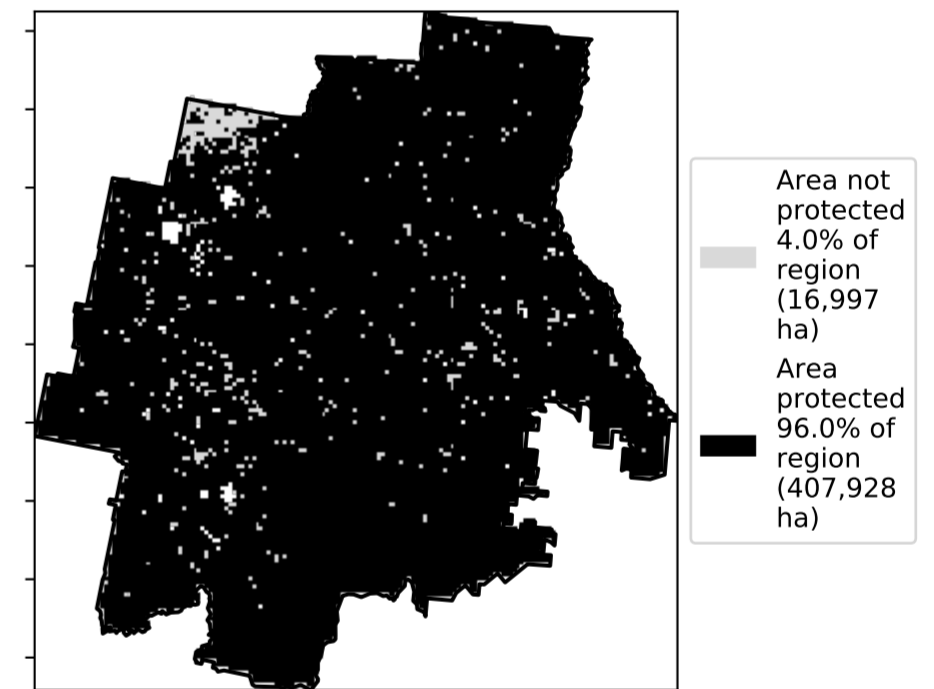 Area not
protected
4.0% of
region
(16,997
ha)
Area
protected
96.0% of
region
(407,928
ha)